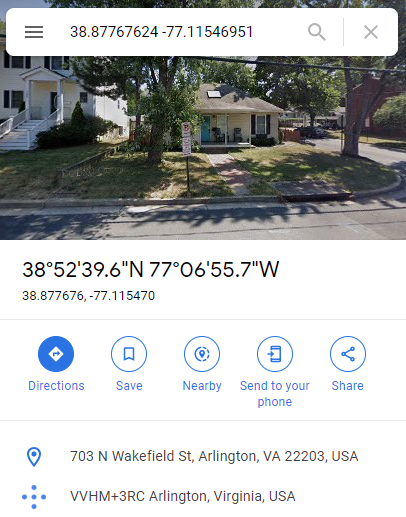 38.87767624 -77.11546951
38°52'39.6"N 77°06'55.7"W
38.877676, -77.115470
Directions
Save
Nearby
Send to your
phone
Share
703 N Wakefield St, Arlington, VA 22203, USA
VVHM+3RC Arlington, Virginia, USA